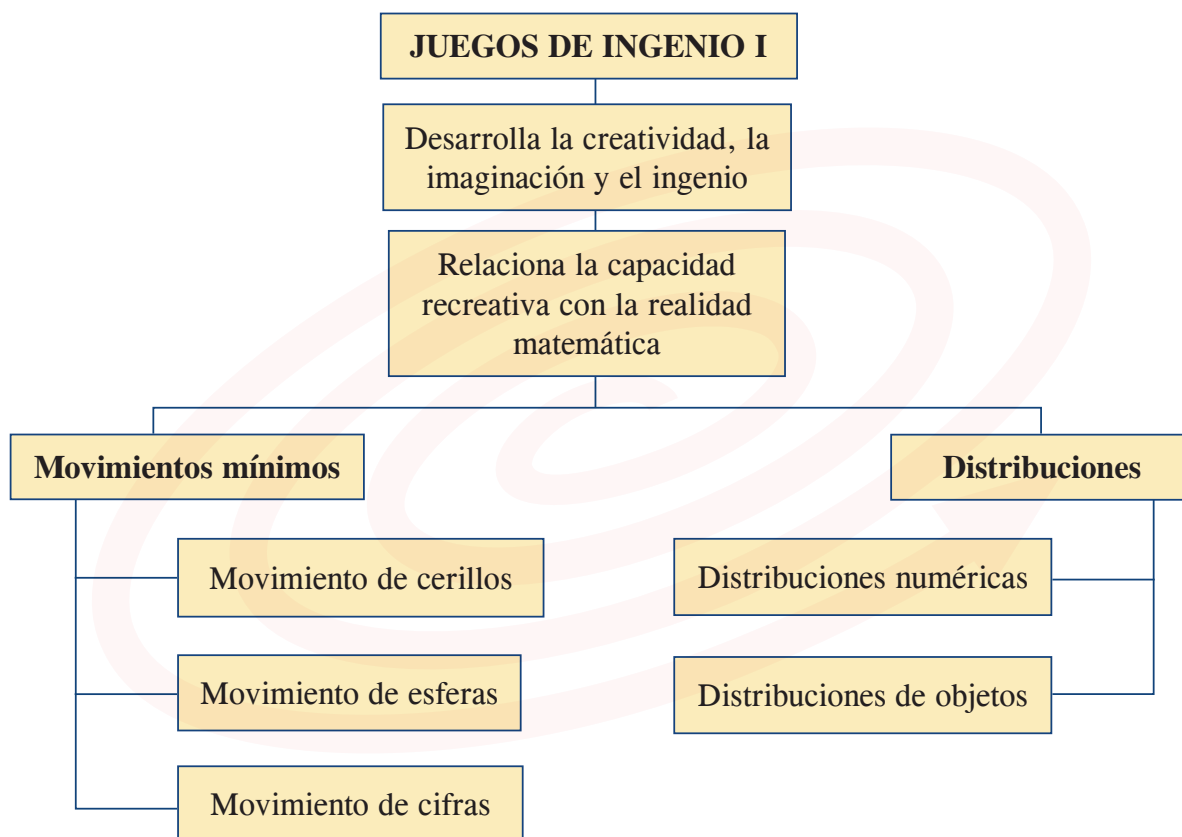 JUEGOS DE INGENIO I
Desarrolla la creatividad, la
imaginación y el ingenio
Relaciona la capacidad
recreativa con la realidad
matemática
Movimientos mínimos
Movimiento de cerillos
Movimiento de esferas
Movimiento de cifras
Distribuciones
Distribuciones numéricas
Distribuciones de objetos